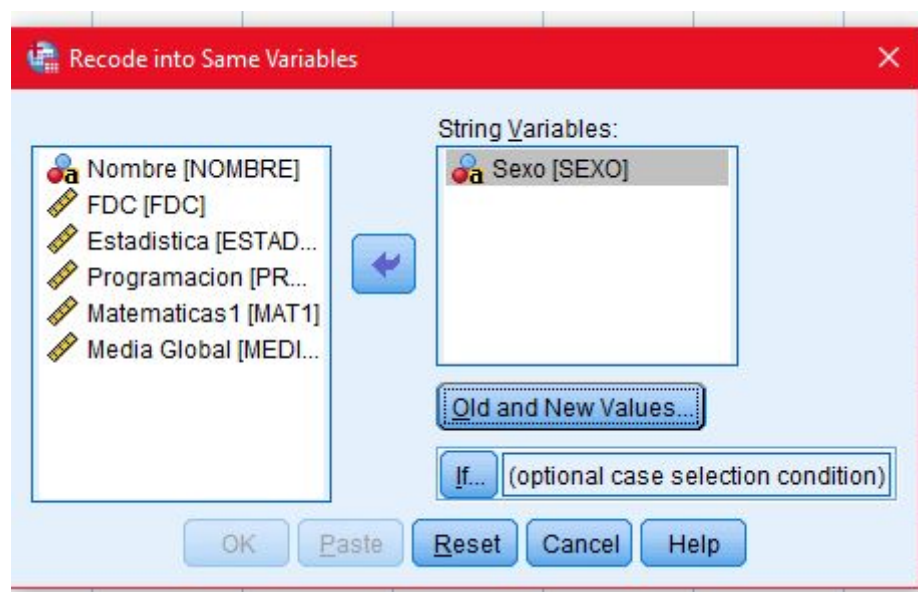 Recode into Same Variables
String Variables:
Nombre [NOMBRE]
FDC [FDC]
Estadistica [ESTAD...
Programacion [PR...
Matematicas1 [MAT1]
Media Global [MEDI...
Sexo [SEXO]
Old and New Values...
If... (optional case selection condition)
OK Paste Reset Cancel Help